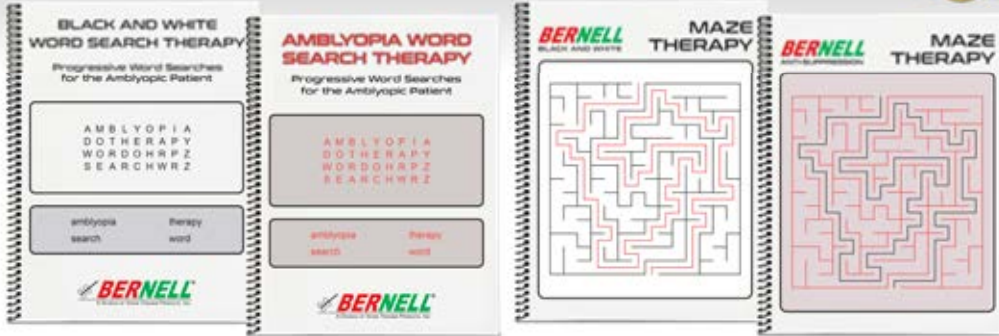 BLACK AND WHITE
WORD SEARCH THERAPY
Progressive Word Searches
for the Amblyopic Patient
A M B L Y O P I A
D O T H E R A P Y
W O R D O H R P Z
S E A R C H W R Z
amblyopia therapy
search word
BERNELL
AMBLYOPIA WORD
SEARCH THERAPY
Progressive Word Searches
for the Amblyopic Patient
A M B L Y O P I A
D O T H E R A P Y
W O R D O H R P Z
S E A R C H W R Z
amblyopia therapy
search word
BERNELL
BERNELL
BLACK AND WHITE
MAZE
THERAPY
BERNELL
ANTI-SUPPRESSION
MAZE
THERAPY